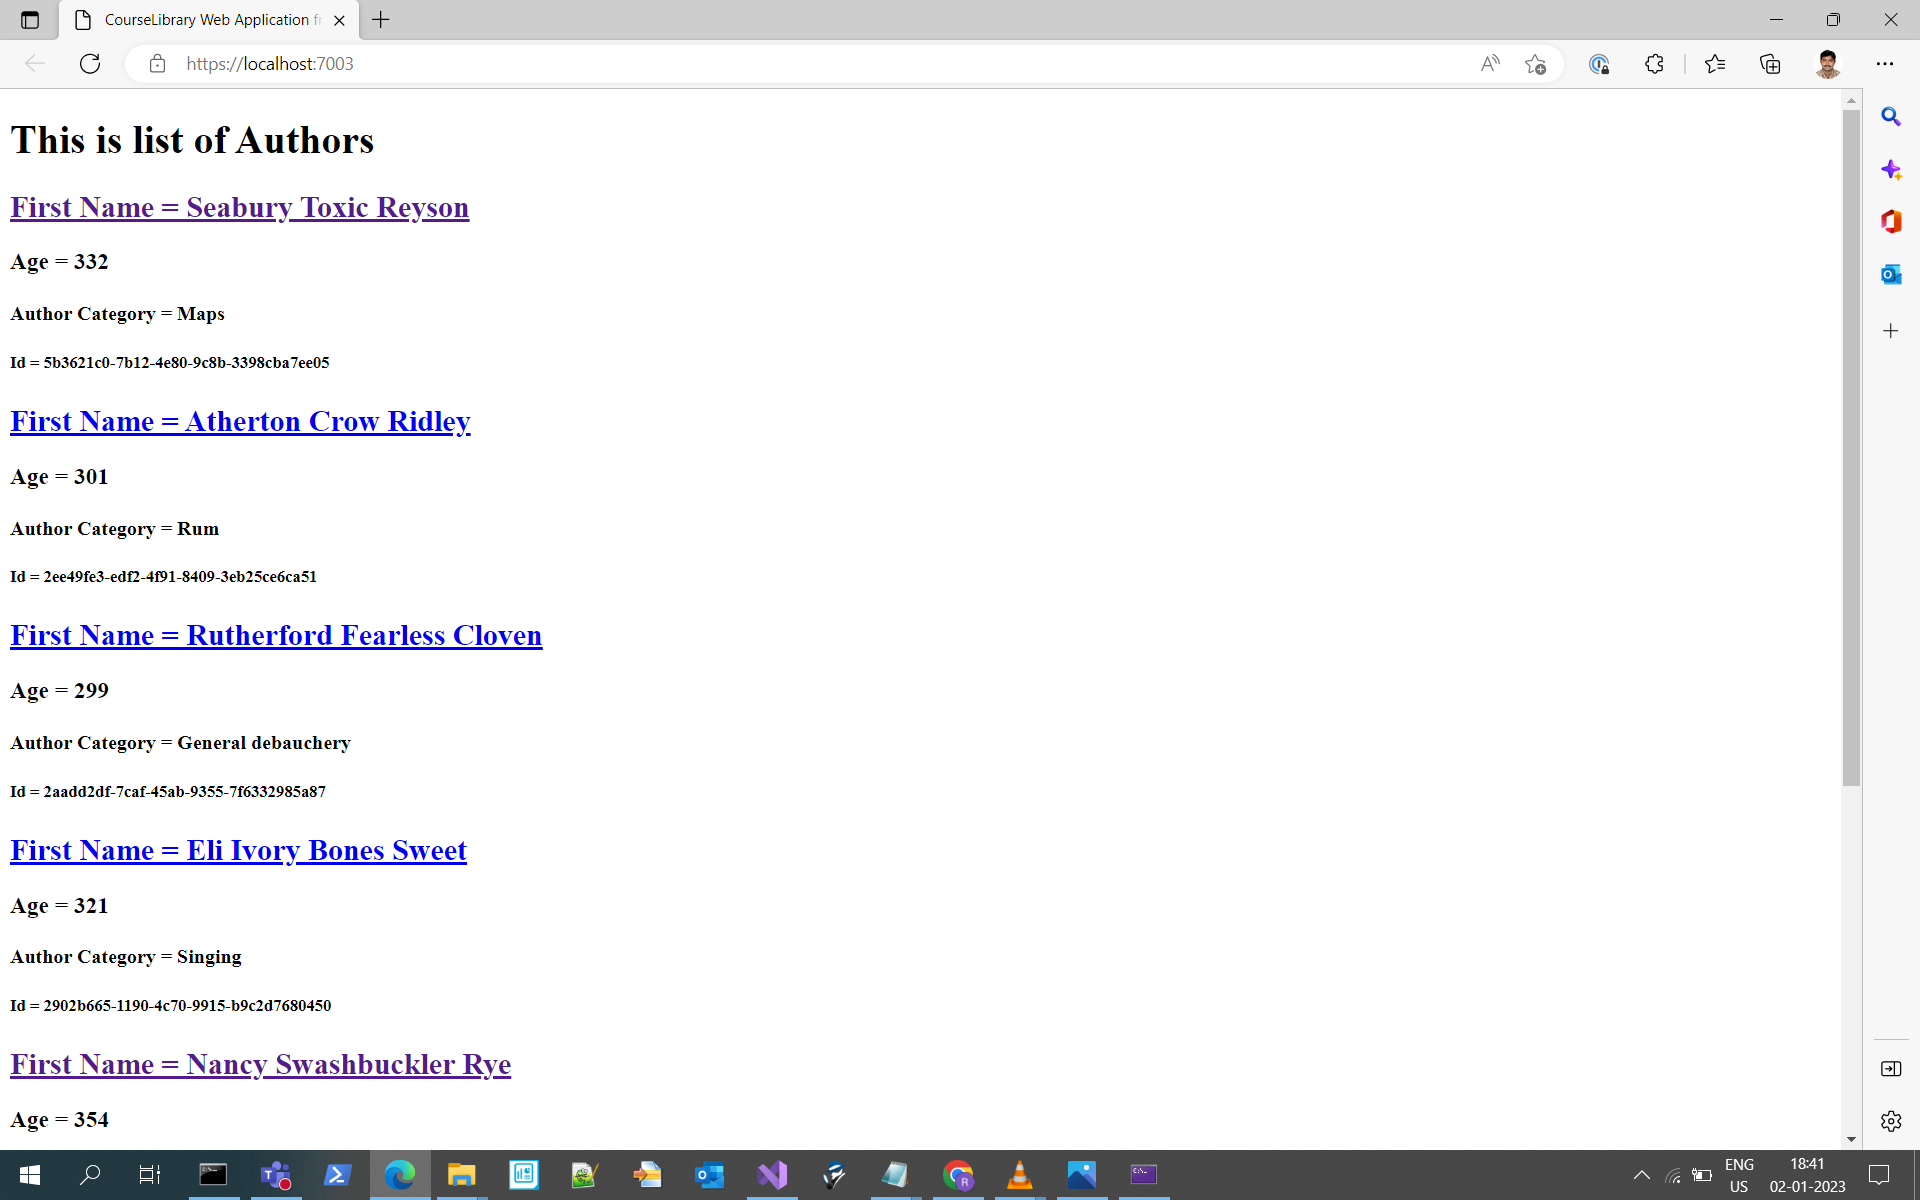 CourseLibrary Web Application fr
https://localhost:7003
This is list of Authors
First Name = Seabury Toxic Reyson
Age = 332
Author Category = Maps
Id = 5b3621c0-7b12-4e80-9c8b-3398cba7ee05
First Name = Atherton Crow Ridley
Age = 301
Author Category = Rum
Id = 2ee49fe3-edf2-4f91-8409-3eb25ce6ca51
First Name = Rutherford Fearless Cloven
Age = 299
Author Category = General debauchery
Id = 2aadd2df-7caf-45ab-9355-7f6332985a87
First Name = Eli Ivory Bones Sweet
Age = 321
Author Category = Singing
Id = 2902b665-1190-4c70-9915-b9c2d7680450
First Name = Nancy Swashbuckler Rye
Age = 354
ENG
US
18:41
02-01-2023